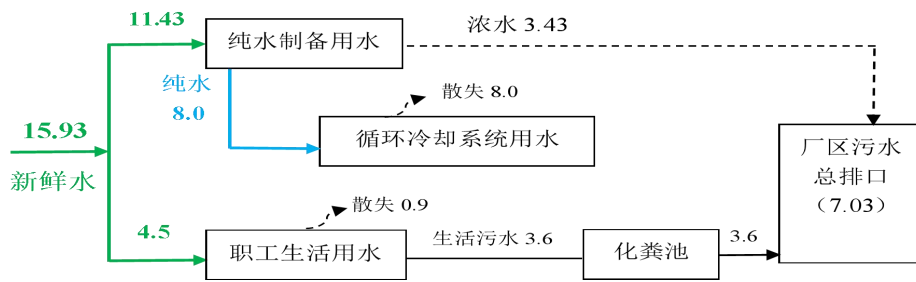 11.43
纯水制备用水
浓水 3.43
纯水
8.0
散失 8.0
循环冷却系统用水
15.93
新鲜水
厂区污水
总排口
（7.03）
散失 0.9
4.5
职工生活用水
生活污水 3.6
化粪池
3.6